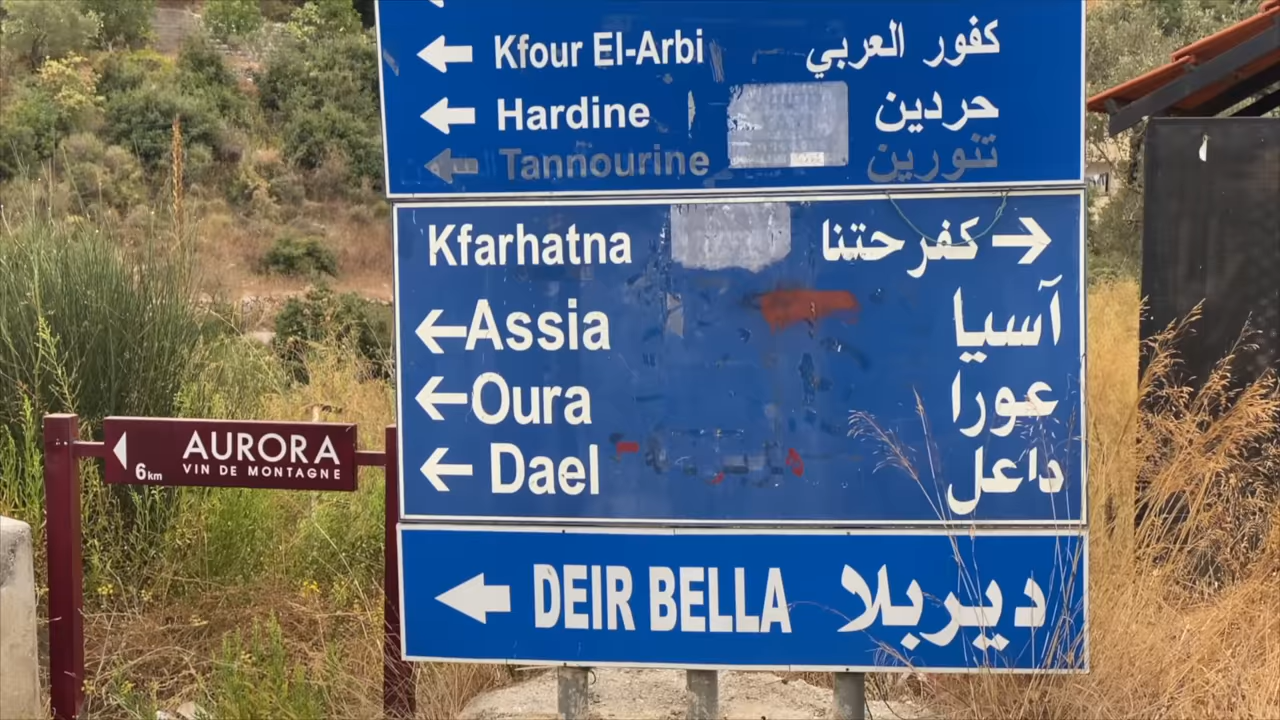 Kfour El-Arbi كفور العربي
Hardine حردين
Tannourine تنورين
Kfarhatna كفرحتنا
Assia آسيا
Oura عورا
Dael داعل
DEIR BELLA ديربلا
AURORA
VIN DE MONTAGNE
6km